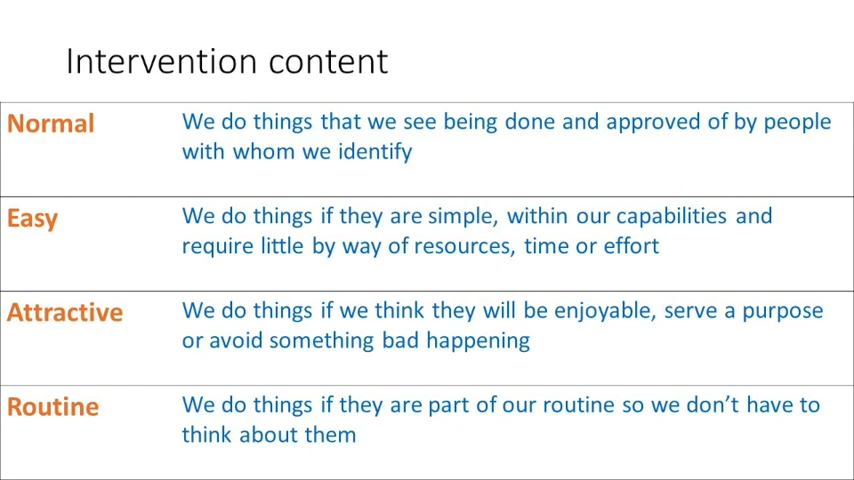 Intervention content
Normal
We do things that we see being done and approved of by people
with whom we identify
Easy
We do things if they are simple, within our capabilities and
require little by way of resources, time or effort
Attractive
We do things if we think they will be enjoyable, serve a purpose
or avoid something bad happening
Routine
We do things if they are part of our routine so we don’t have to
think about them